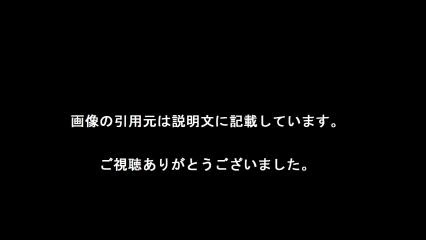 画像の引用元は説明文に記載しています。
ご視聴ありがとうございました。